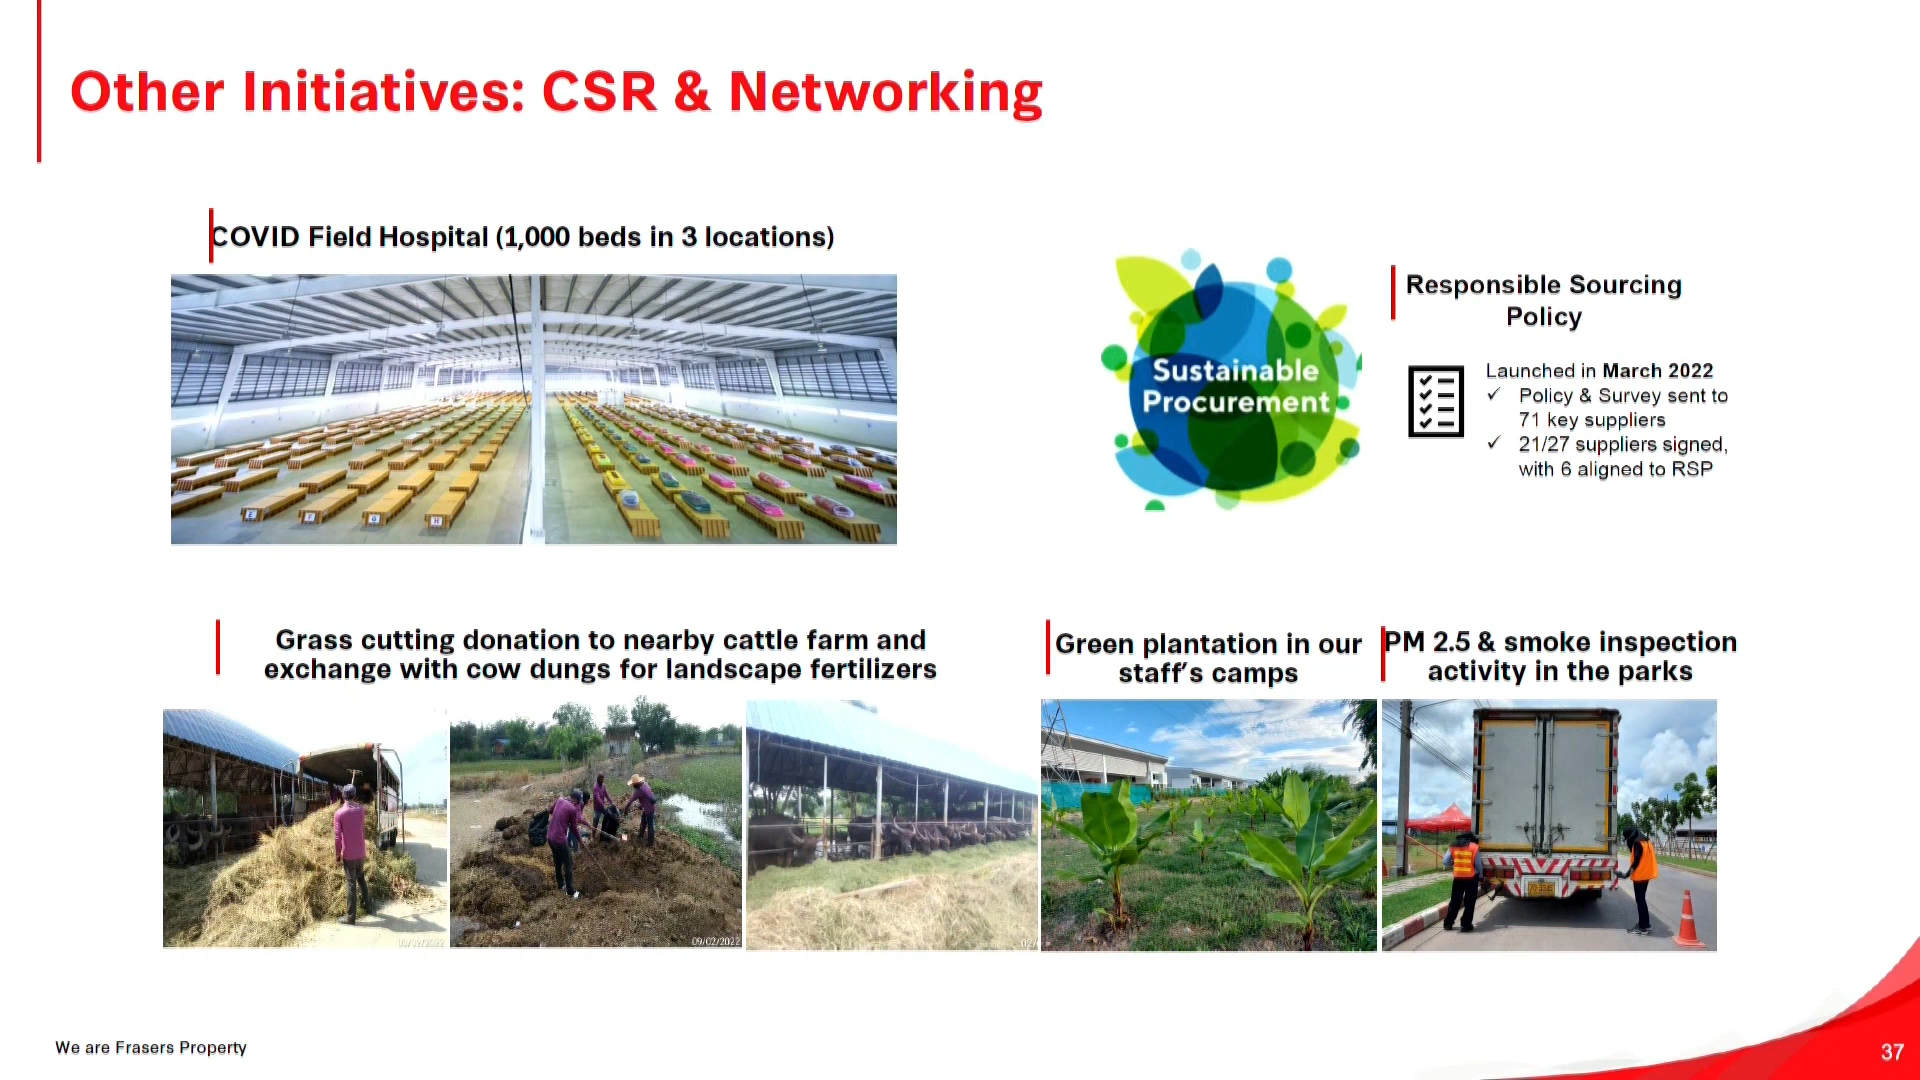 Other Initiatives: CSR & Networking
COVID Field Hospital (1,000 beds in 3 locations)
E F G H
Sustainable
Procurement
Responsible Sourcing
Policy
Launched in March 2022
✓ Policy & Survey sent to
71 key suppliers
✓ 21/27 suppliers signed,
with 6 aligned to RSP
Grass cutting donation to nearby cattle farm and
exchange with cow dungs for landscape fertilizers
Green plantation in our
staff's camps
PM 2.5 & smoke inspection
activity in the parks
09/02/2022
02/
We are Frasers Property
37